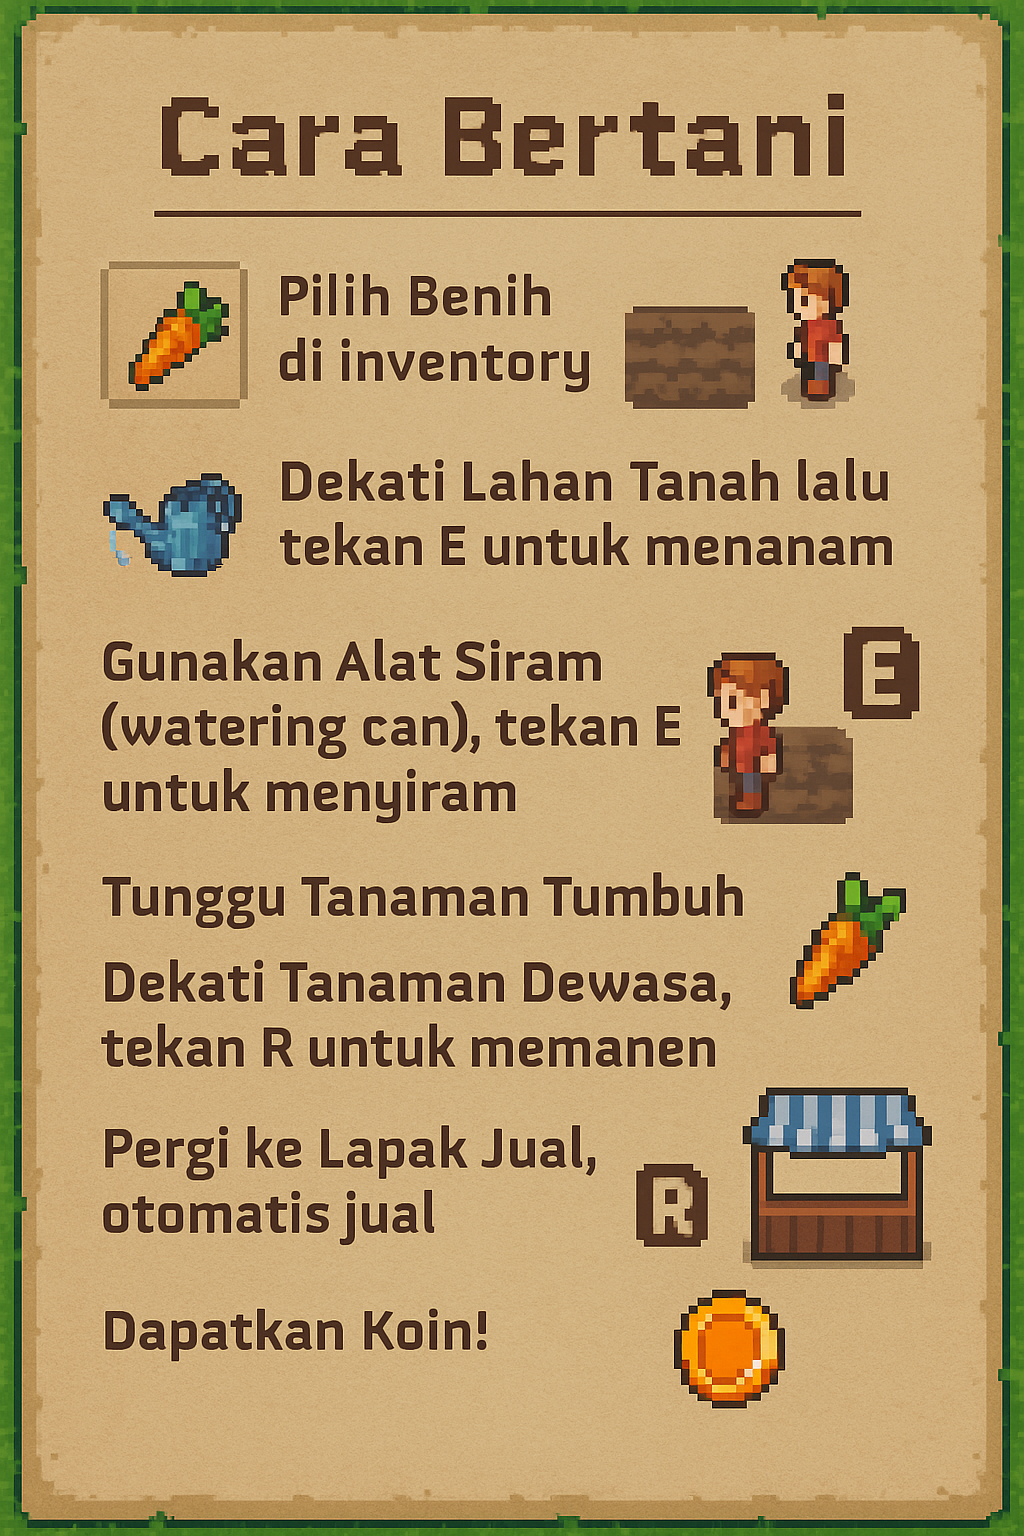 Cara Bertani
Pilih Benih
di inventory
Dekati Lahan Tanah lalu
tekan E untuk menanam
E
Gunakan Alat Siram
(watering can), tekan E
untuk menyiram
Tunggu Tanaman Tumbuh
Dekati Tanaman Dewasa,
tekan R untuk memanen
Pergi ke Lapak Jual,
otomatis jual
R
Dapatkan Koin!